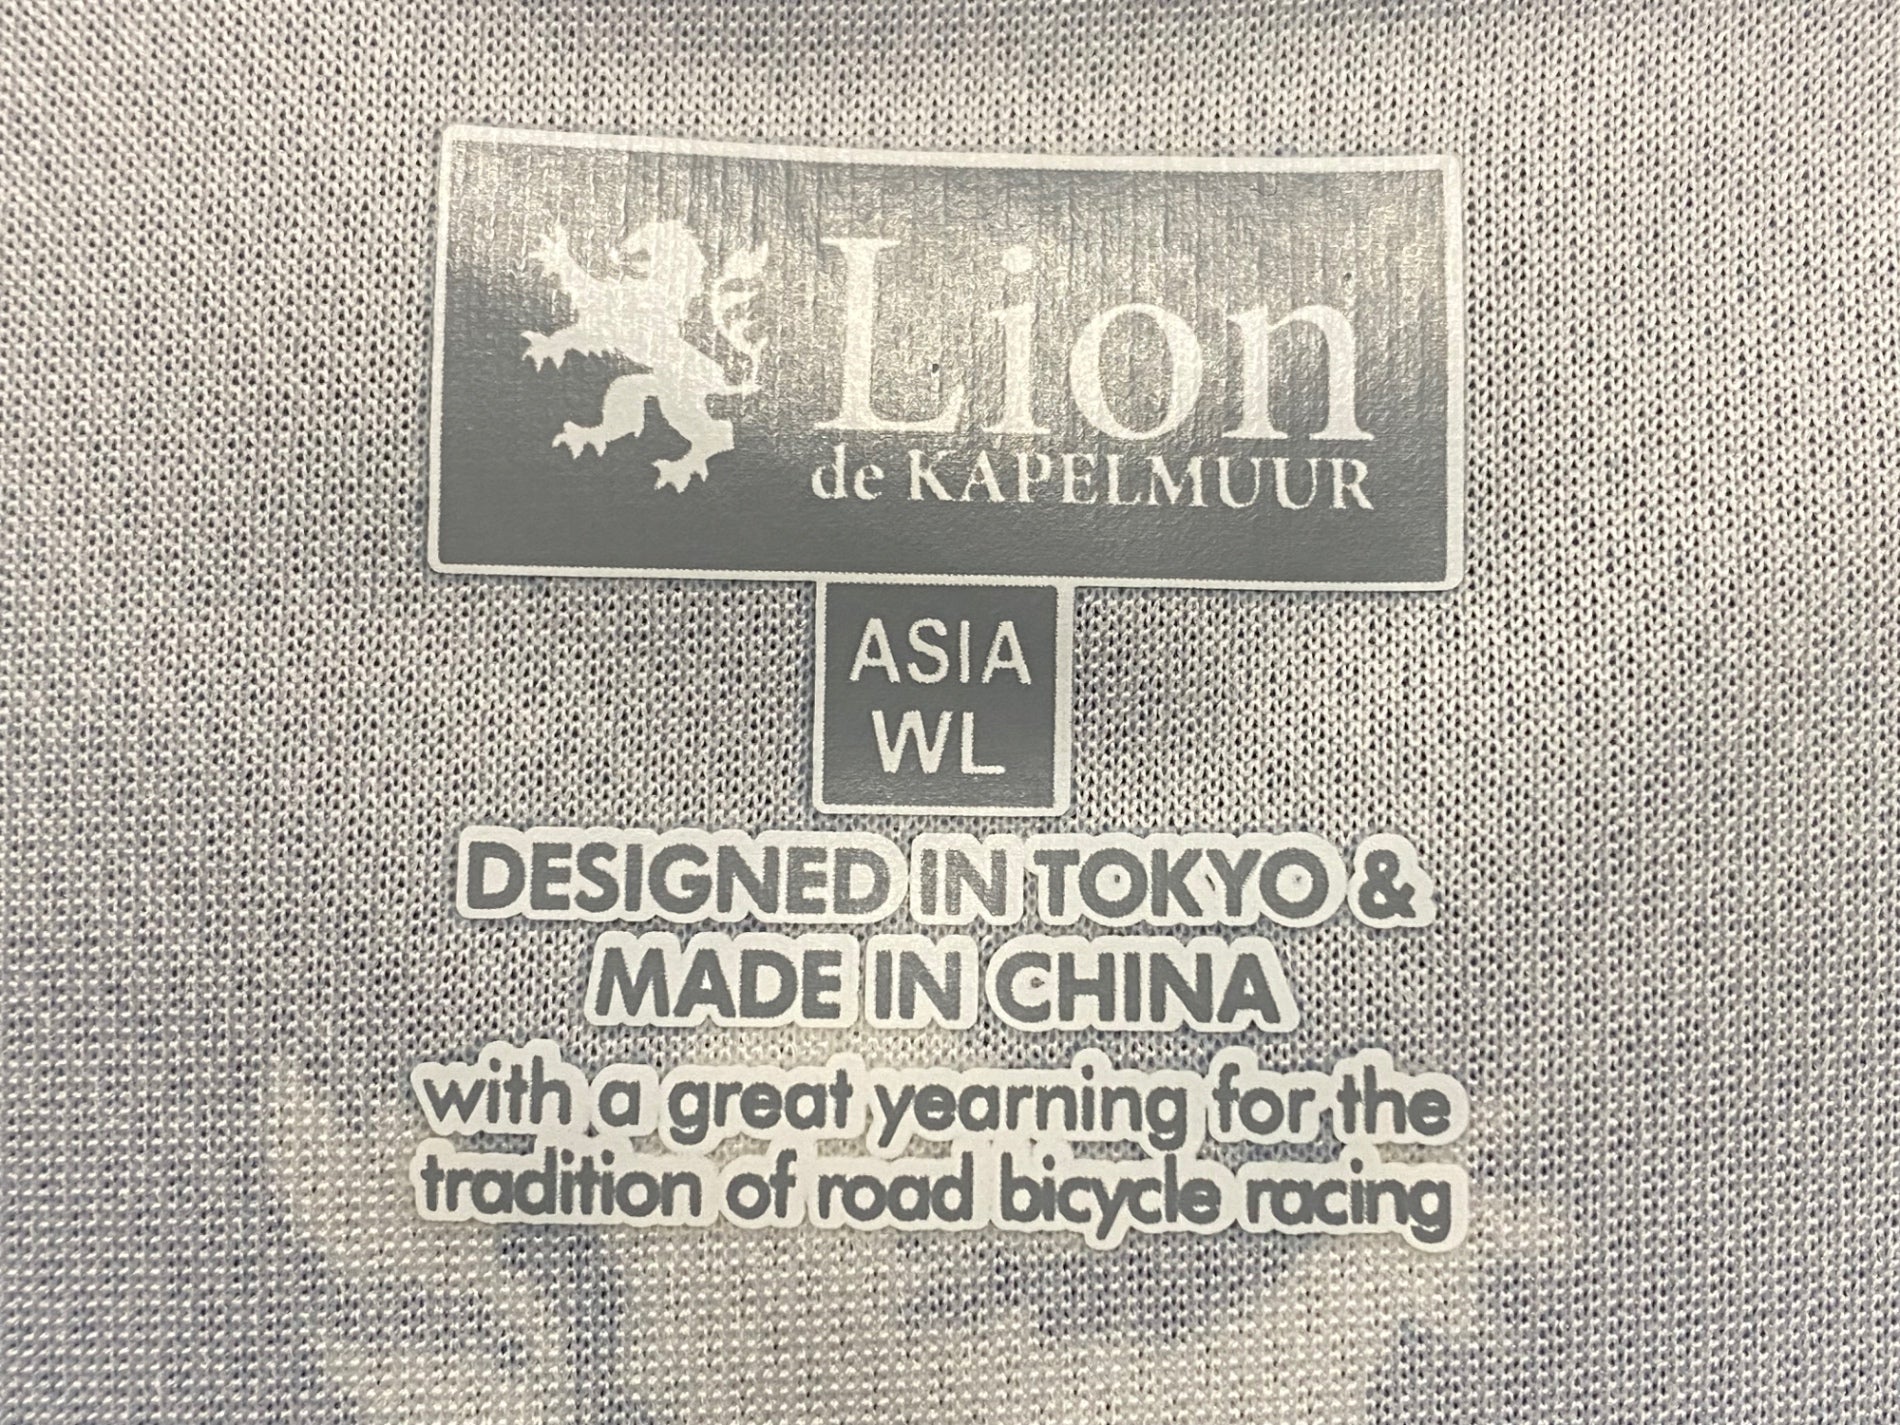 Lion
de KAPELMUUR
ASIA
WL
DESIGNED IN TOKYO &
MADE IN CHINA
with a great yearning for the
tradition of road bicycle racing